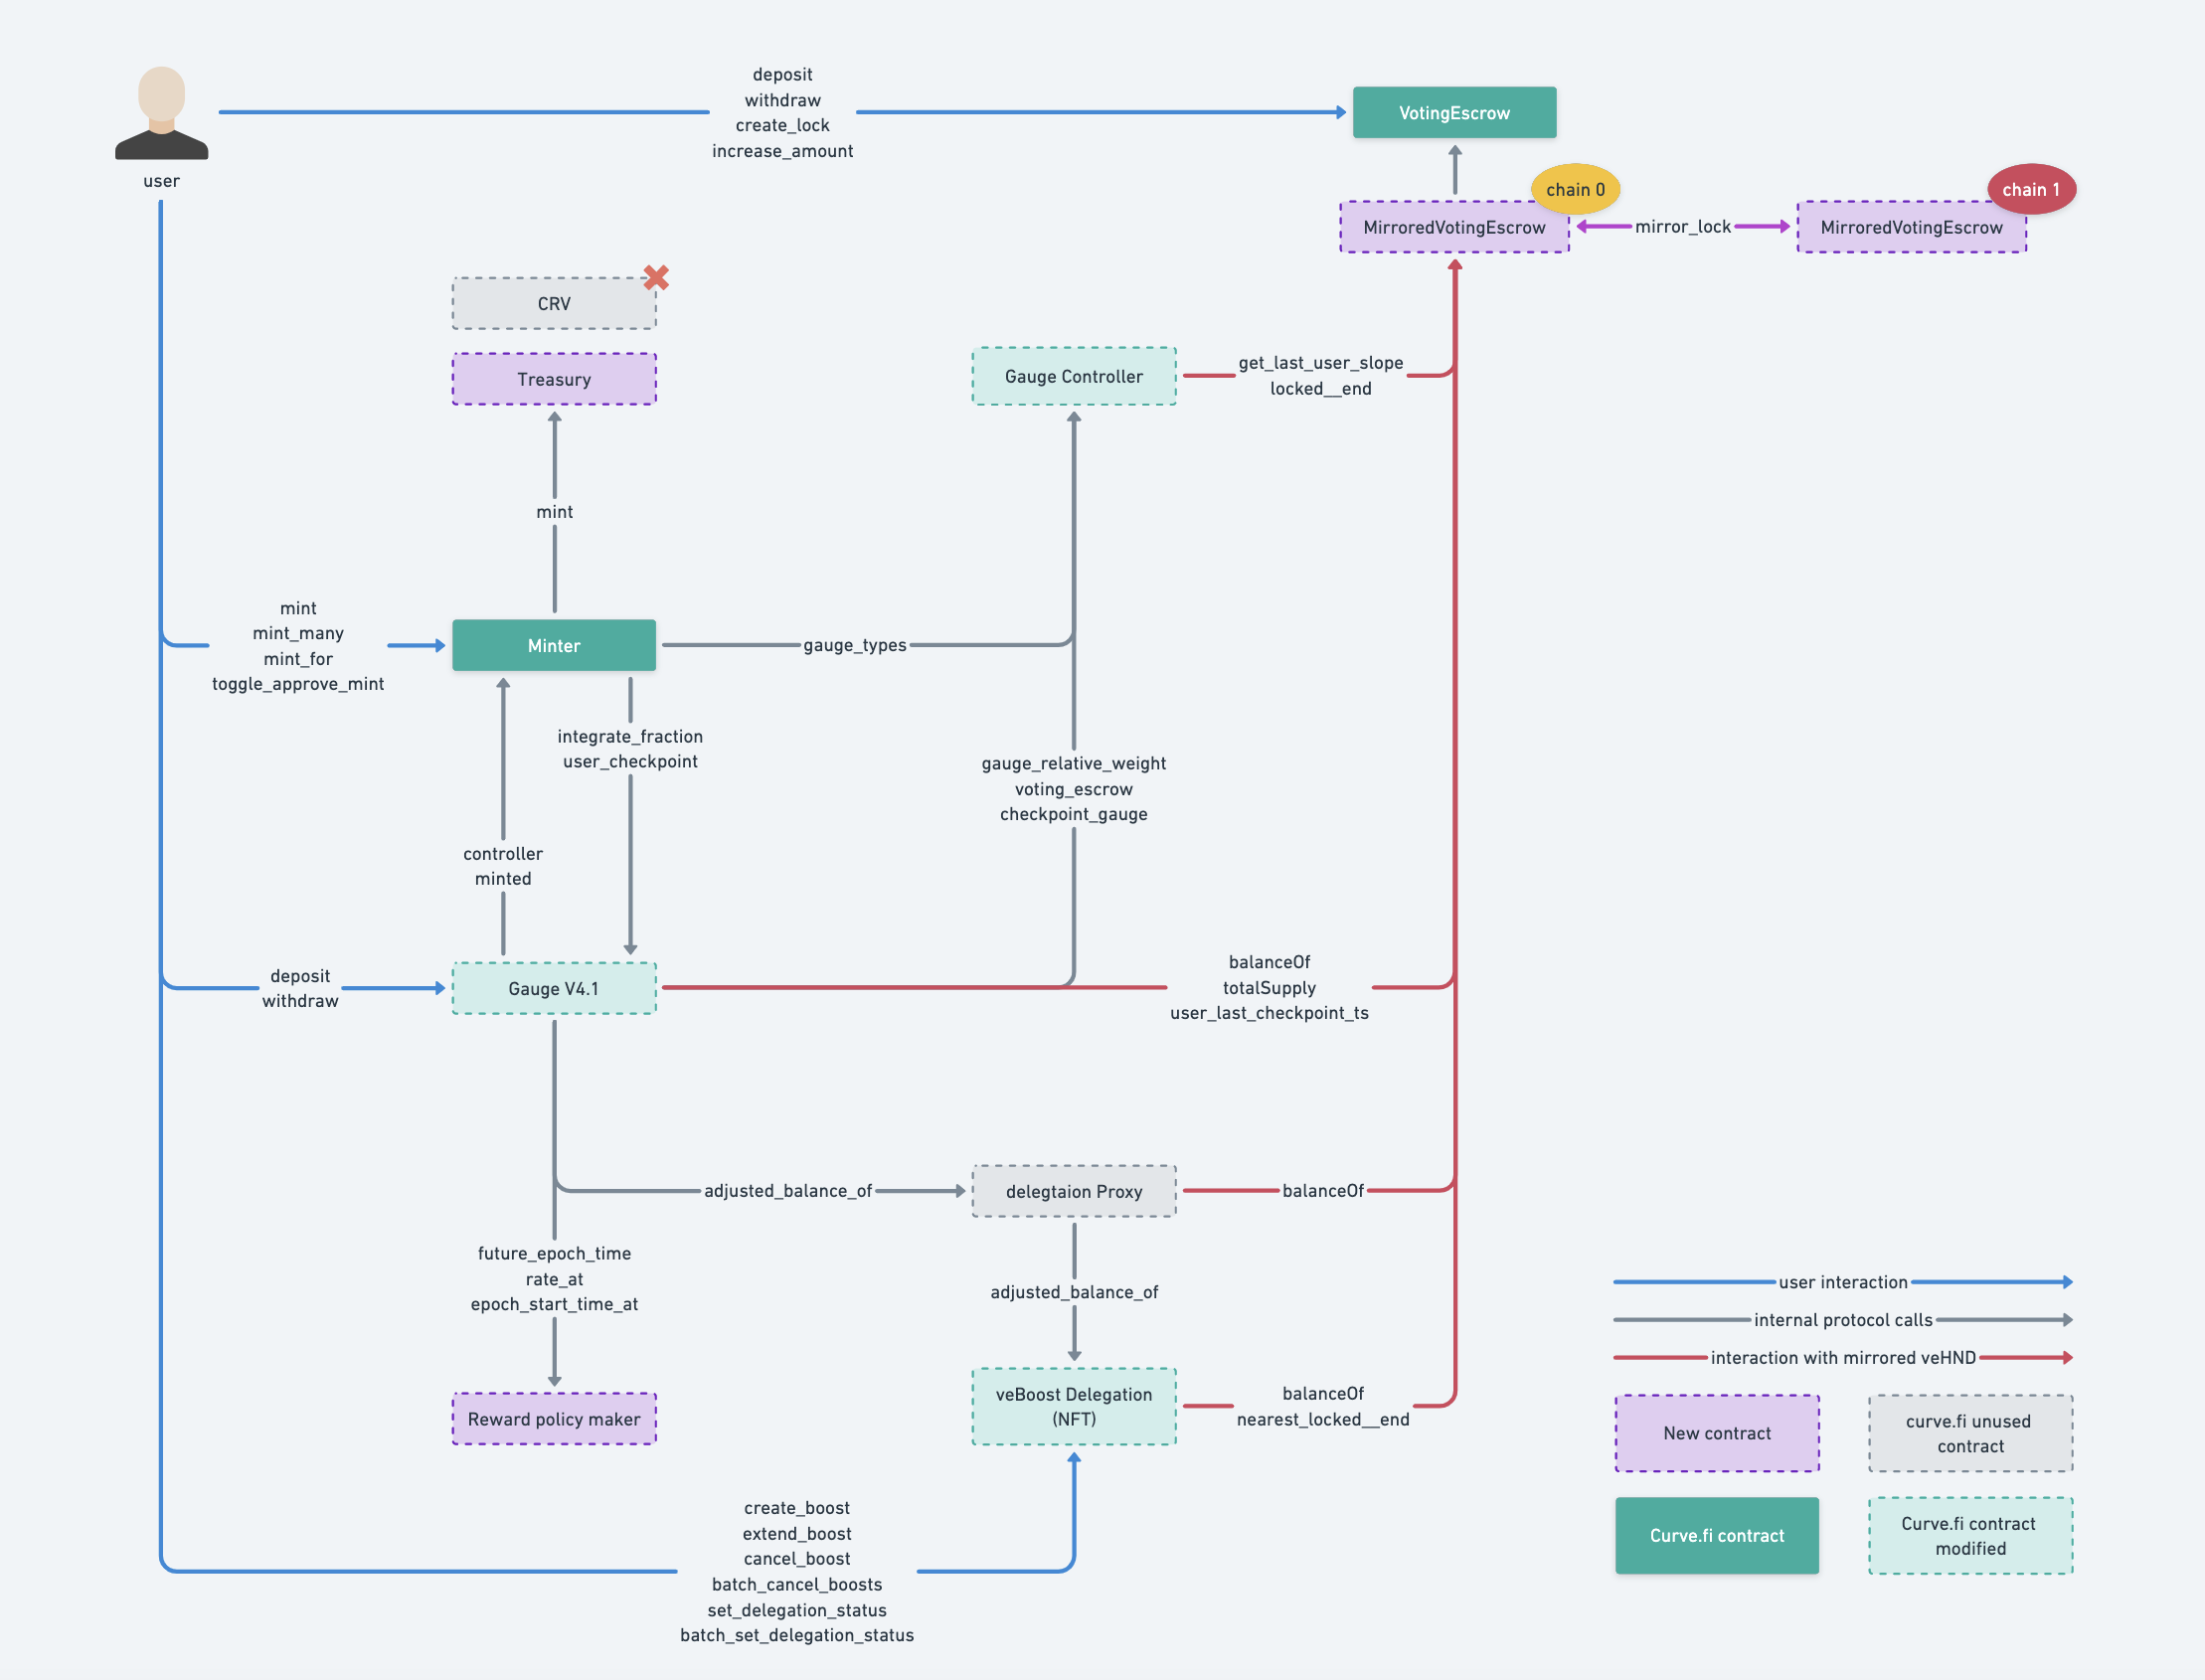 deposit
withdraw
create_lock
increase_amount
VotingEscrow
user
chain 0
chain 1
MirroredVotingEscrow
mirror_lock
MirroredVotingEscrow
CRV
Treasury
Gauge Controller
get_last_user_slope
locked__end
mint
mint
mint_many
mint_for
toggle_approve_mint
Minter
gauge_types
integrate_fraction
user_checkpoint
gauge_relative_weight
voting_escrow
checkpoint_gauge
controller
minted
deposit
withdraw
Gauge V4.1
balanceOf
totalSupply
user_last_checkpoint_ts
adjusted_balance_of
delegtaion Proxy
balanceOf
future_epoch_time
rate_at
epoch_start_time_at
adjusted_balance_of
Reward policy maker
veBoost Delegation
(NFT)
balanceOf
nearest_locked__end
create_boost
extend_boost
cancel_boost
batch_cancel_boosts
set_delegation_status
batch_set_delegation_status
user interaction
internal protocol calls
interaction with mirrored veHND
New contract
curve.fi unused
contract
Curve.fi contract
Curve.fi contract
modified